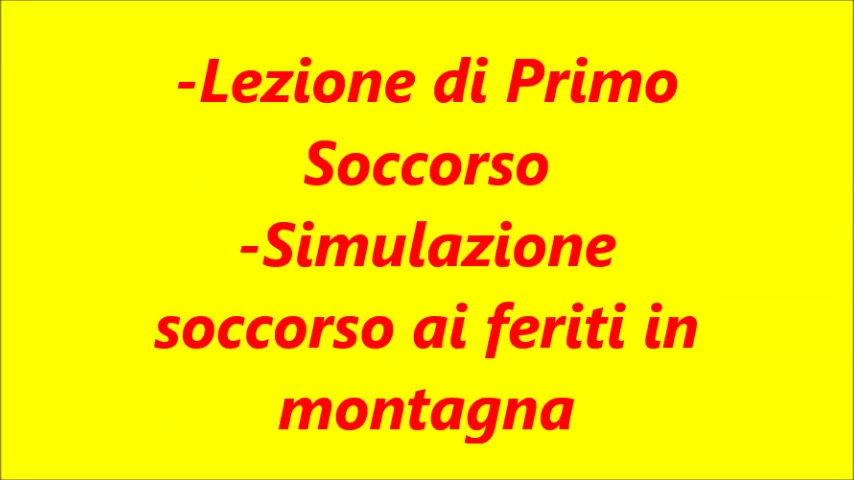 -Lezione di Primo
Soccorso
-Simulazione
soccorso ai feriti in
montagna